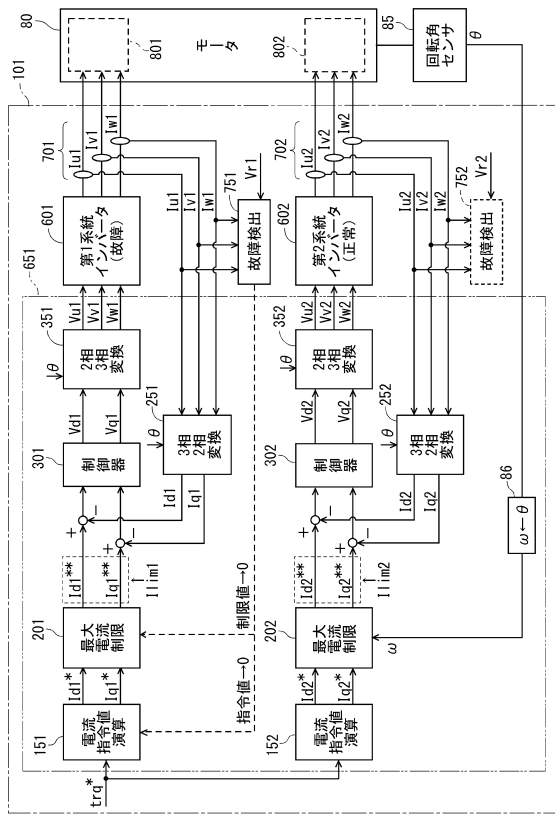 101
651
trq*
151
電流
指令値
演算
Id1*
Iq1*
201
最大
電流
制限
Id1**
Iq1**
Ilim1
+
−
+
−
301
制御器
Vd1
Vq1
351
θ
2相
3相
変換
Vu1
Vv1
Vw1
601
第1系統
インバータ
(故障)
701
Iu1
Iv1
Iw1
80
801
モータ
802
251
θ
3相
2相
変換
Id1
Iq1
Iu1
Iv1
Iw1
751
故障検出
Vr1
指令値→0
制限値→0
152
電流
指令値
演算
Id2*
Iq2*
202
最大
電流
制限
ω
Id2**
Iq2**
Ilim2
+
−
+
−
302
制御器
Vd2
Vq2
352
θ
2相
3相
変換
Vu2
Vv2
Vw2
602
第2系統
インバータ
(正常)
702
Iu2
Iv2
Iw2
252
θ
3相
2相
変換
Id2
Iq2
Iu2
Iv2
Iw2
752
故障検出
Vr2
85
回転角
センサ
θ
86
ω←θ